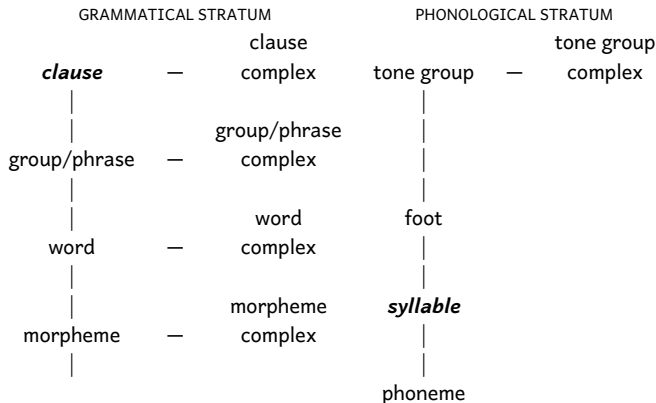 GRAMMATICAL STRATUM PHONOLOGICAL STRATUM
clause tone group
clause — complex tone group — complex
group/phrase
group/phrase — complex
word foot
word — complex
morpheme syllable
morpheme — complex
phoneme